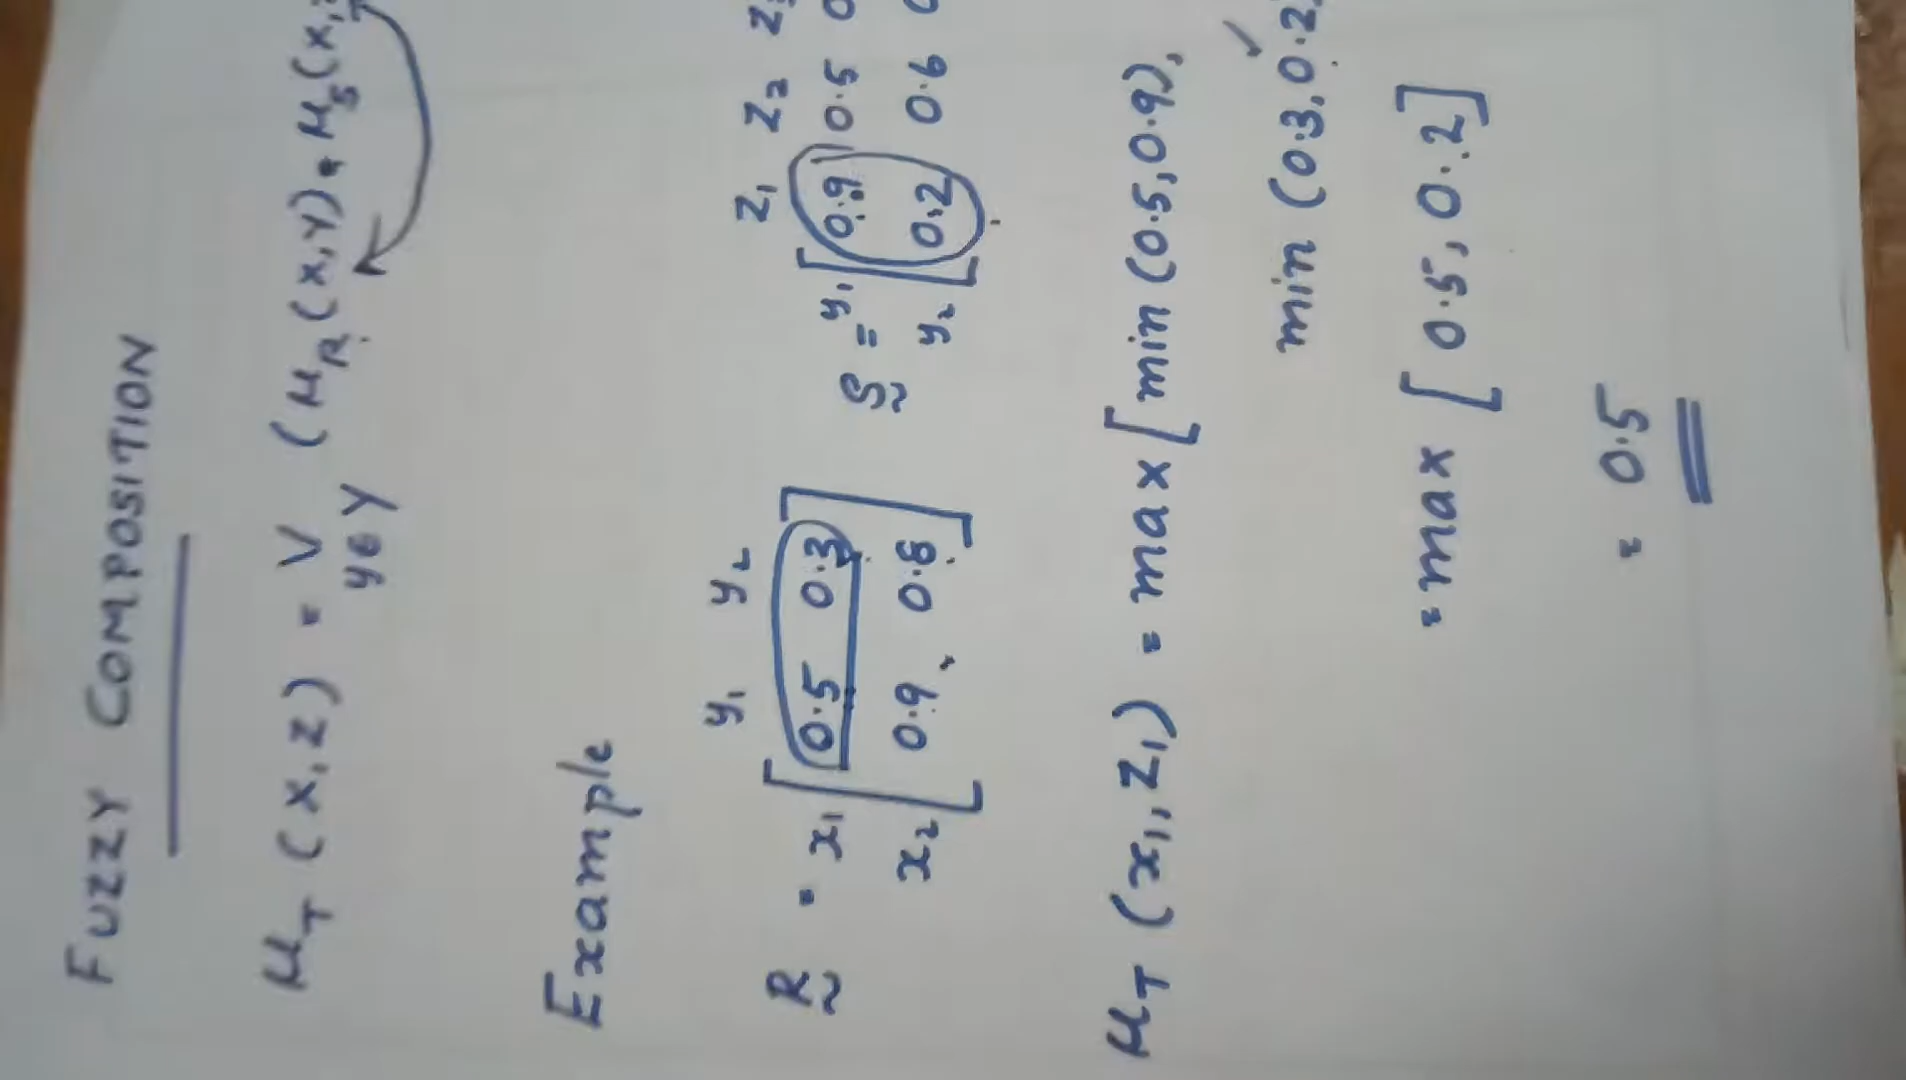 FUZZY COMPOSITION
μT (x,z) = V (μR (x,y) • μS (x,
y∈Y
Example
y₁ y₂ z₁ z₂
R = x₁ [ 0.5 0.3 ] S = y₁ [ 0.9 0.5
~ x₂ [ 0.9 0.8 ] ~ y₂ [ 0.2 0.6
μT (x₁, z₁) = max [ min (0.5, 0.9),
min (0.3, 0.2
= max [ 0.5, 0.2 ]
= 0.5